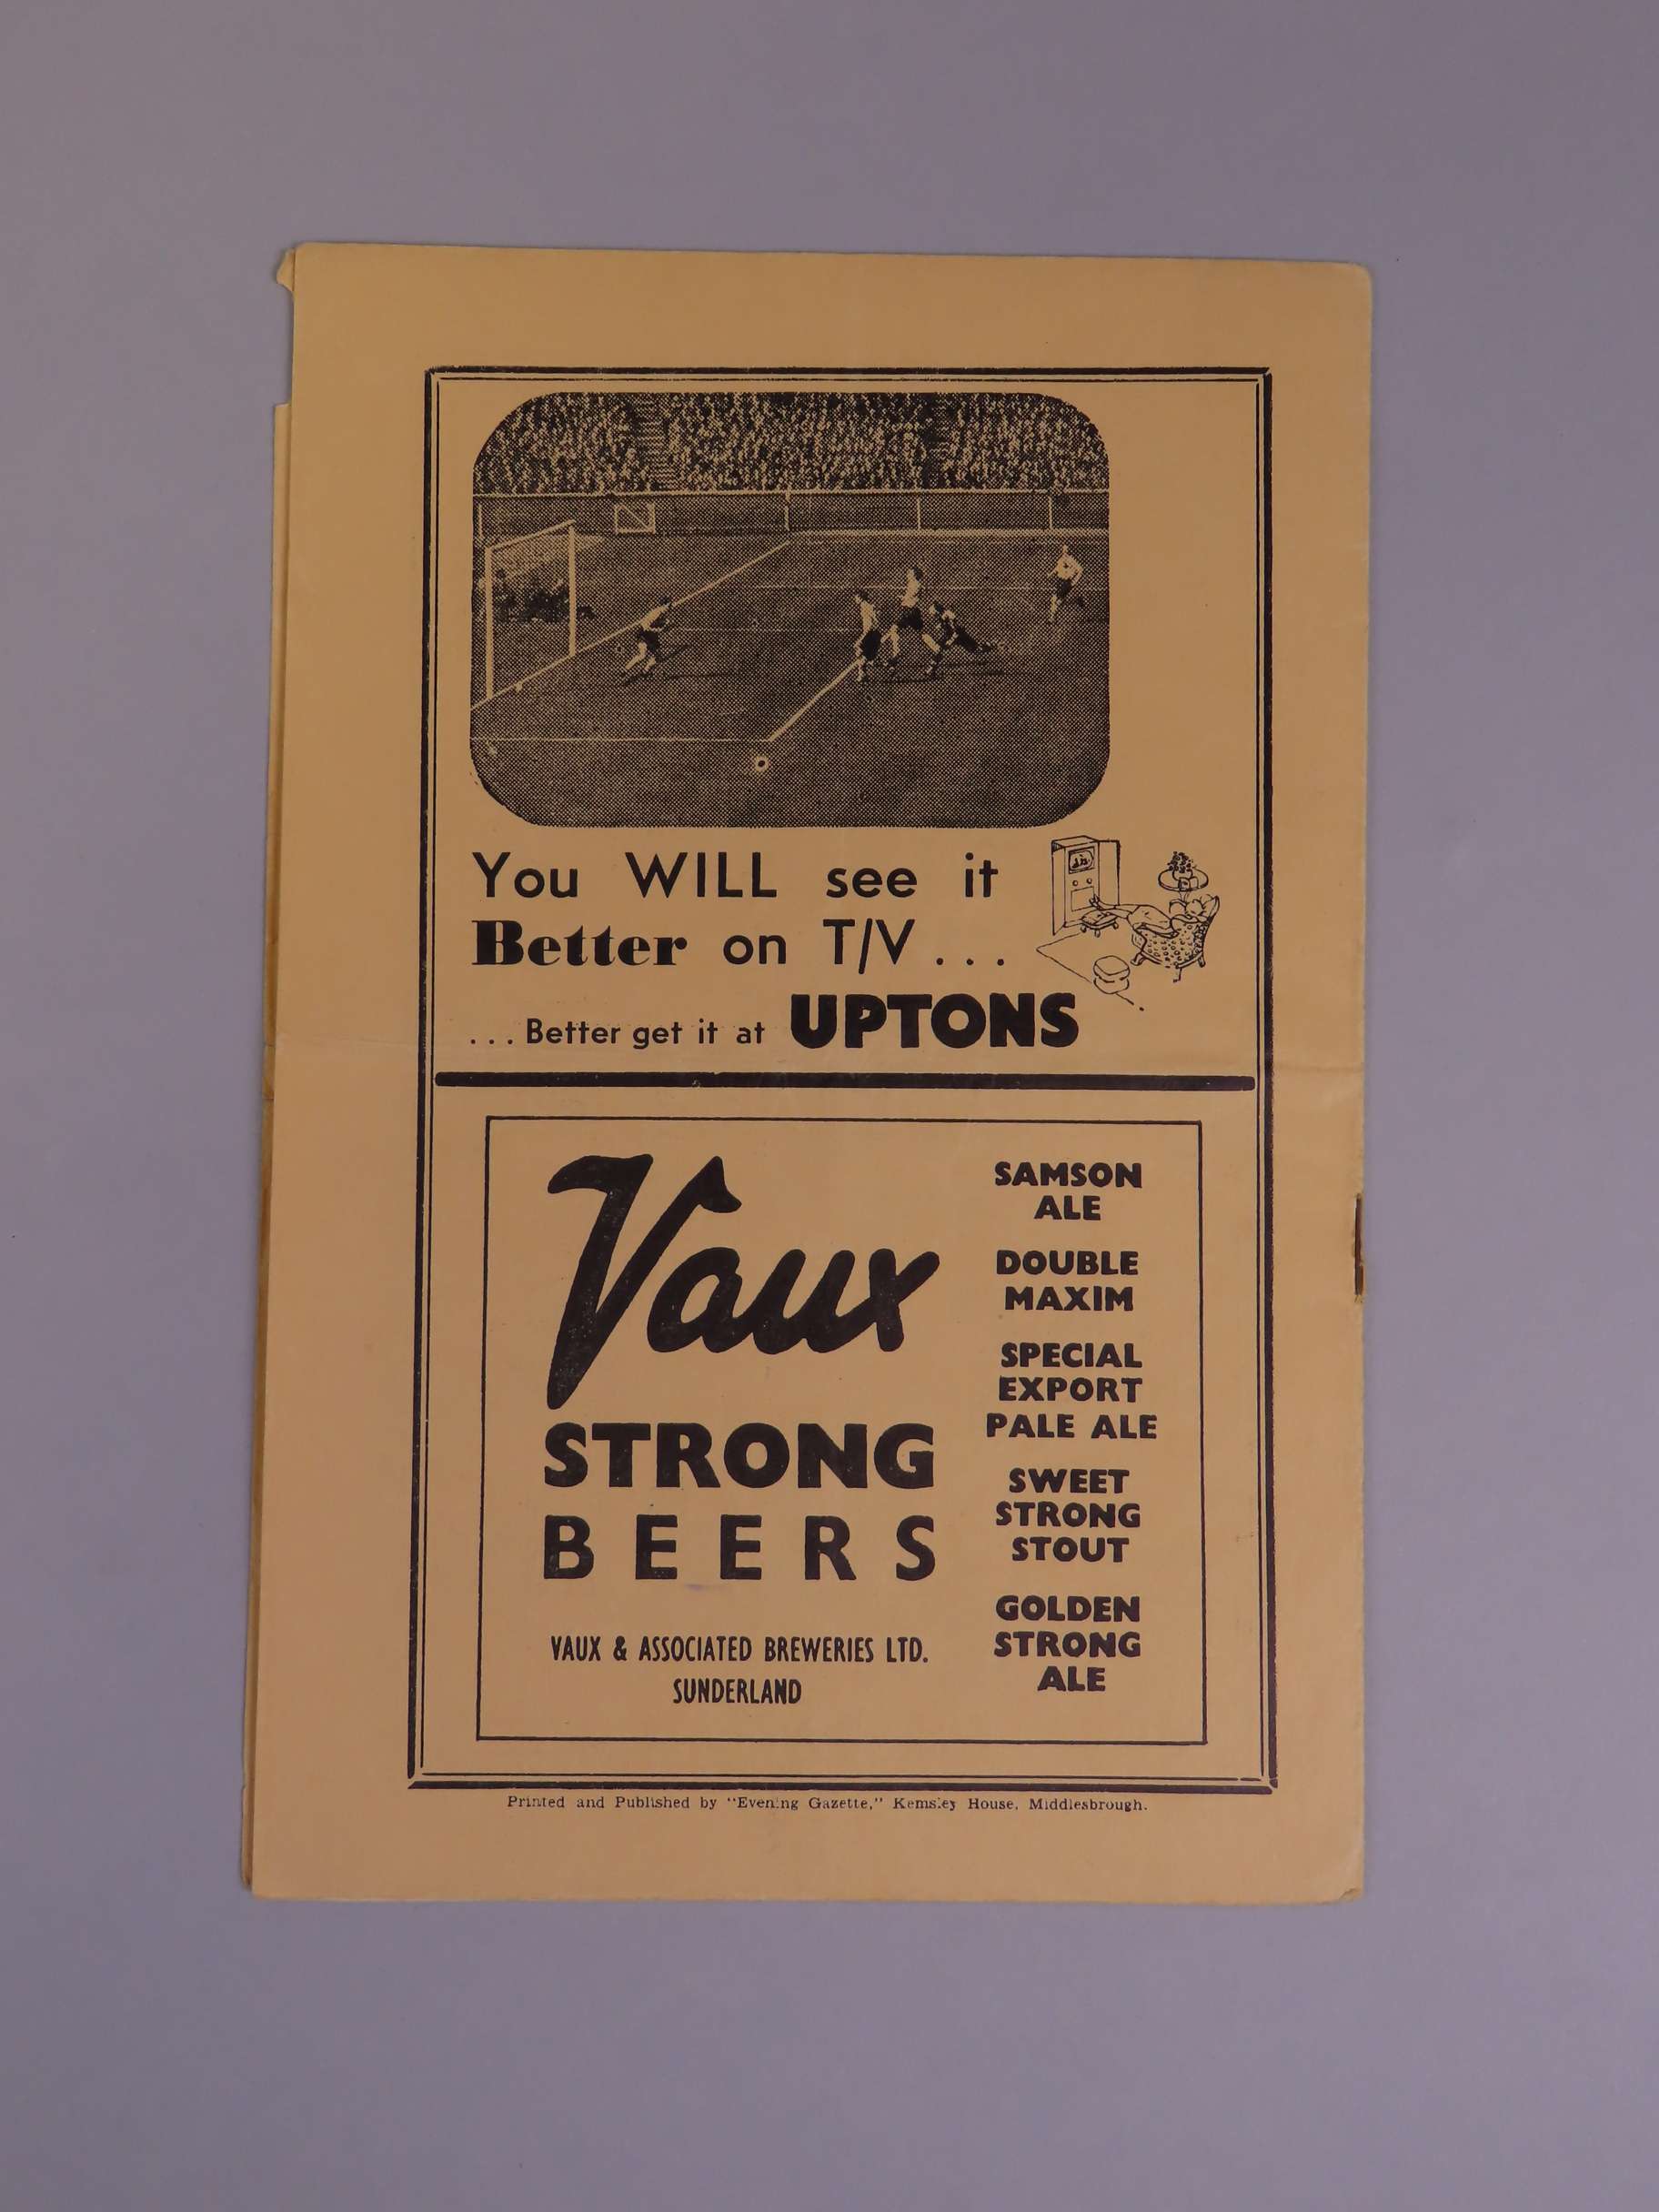 You WILL see it
Better on T/V ...
... Better get it at UPTONS
Vaux
STRONG
BEERS
VAUX & ASSOCIATED BREWERIES LTD.
SUNDERLAND
SAMSON
ALE
DOUBLE
MAXIM
SPECIAL
EXPORT
PALE ALE
SWEET
STRONG
STOUT
GOLDEN
STRONG
ALE
Printed and Published by "Evening Gazette," Kemsley House, Middlesbrough.